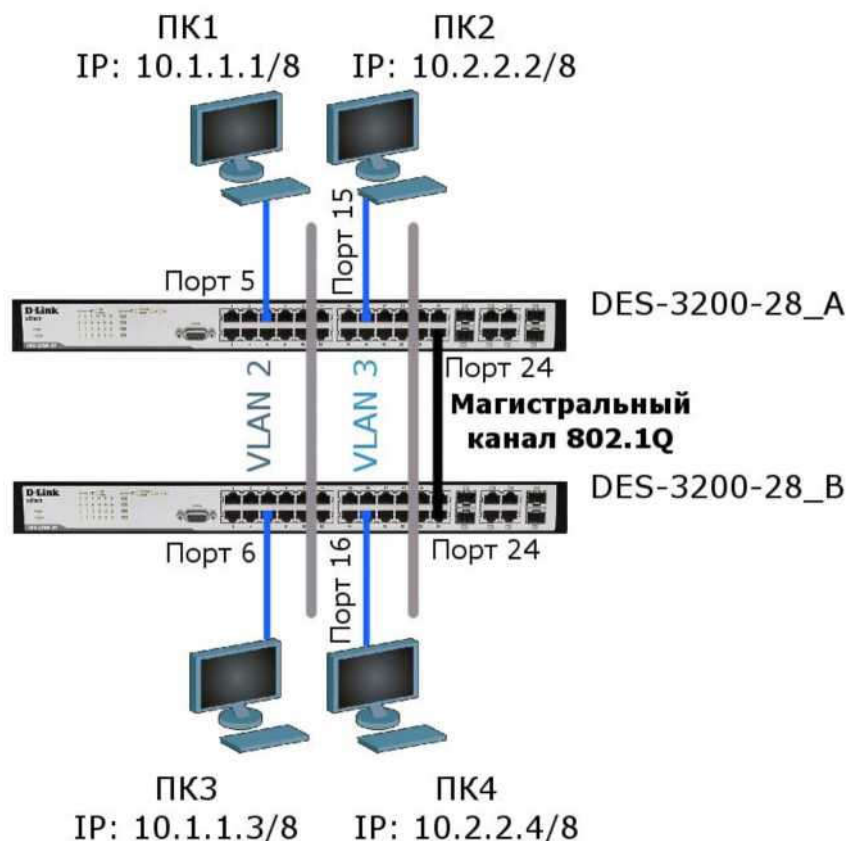 ПК1
IP: 10.1.1.1/8
ПК2
IP: 10.2.2.2/8
Порт 5
Порт 15
D-Link
DES-3200-28_A
VLAN 2
VLAN 3
Порт 24
Магистральный
канал 802.1Q
D-Link
DES-3200-28_B
Порт 6
Порт 16
Порт 24
ПК3
IP: 10.1.1.3/8
ПК4
IP: 10.2.2.4/8